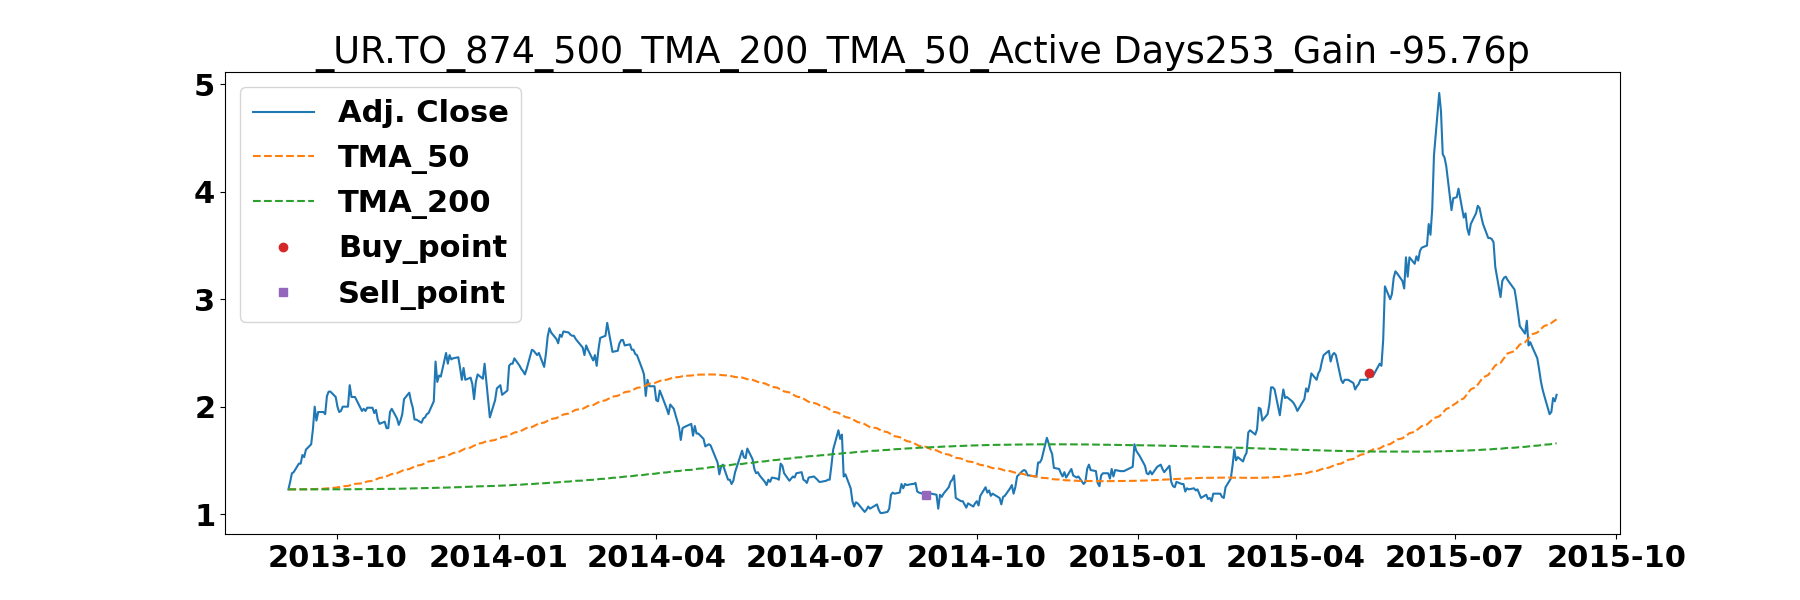 _UR.TO_874_500_TMA_200_TMA_50_Active Days253_Gain -95.76p
5
4
3
2
1
Adj. Close
TMA_50
TMA_200
Buy_point
Sell_point
2013-10 2014-01 2014-04 2014-07 2014-10 2015-01 2015-04 2015-07 2015-10